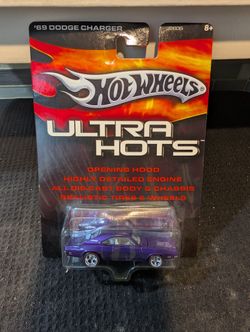 '69 DODGE CHARGER
8+
HOT WHEELS
ULTRA
HOTS
OPENING HOOD
HIGHLY DETAILED ENGINE
ALL DIE-CAST BODY & CHASSIS
REALISTIC TIRES & WHEELS